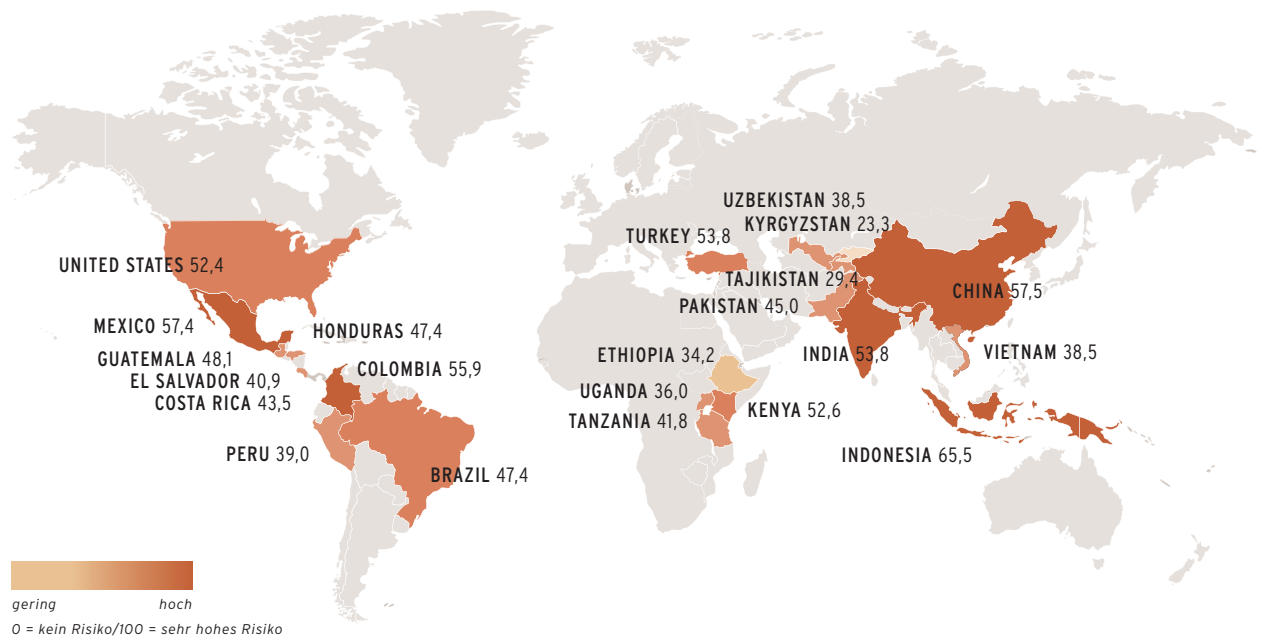 UZBEKISTAN 38,5
KYRGYZSTAN 23,3
TURKEY 53,8
UNITED STATES 52,4
TAJIKISTAN 29,4
CHINA 57,5
PAKISTAN 45,0
MEXICO 57,4
HONDURAS 47,4
GUATEMALA 48,1
ETHIOPIA 34,2
INDIA 53,8
VIETNAM 38,5
COLOMBIA 55,9
EL SALVADOR 40,9
UGANDA 36,0
COSTA RICA 43,5
KENYA 52,6
TANZANIA 41,8
PERU 39,0
INDONESIA 65,5
BRAZIL 47,4
gering hoch
0 = kein Risiko/100 = sehr hohes Risiko